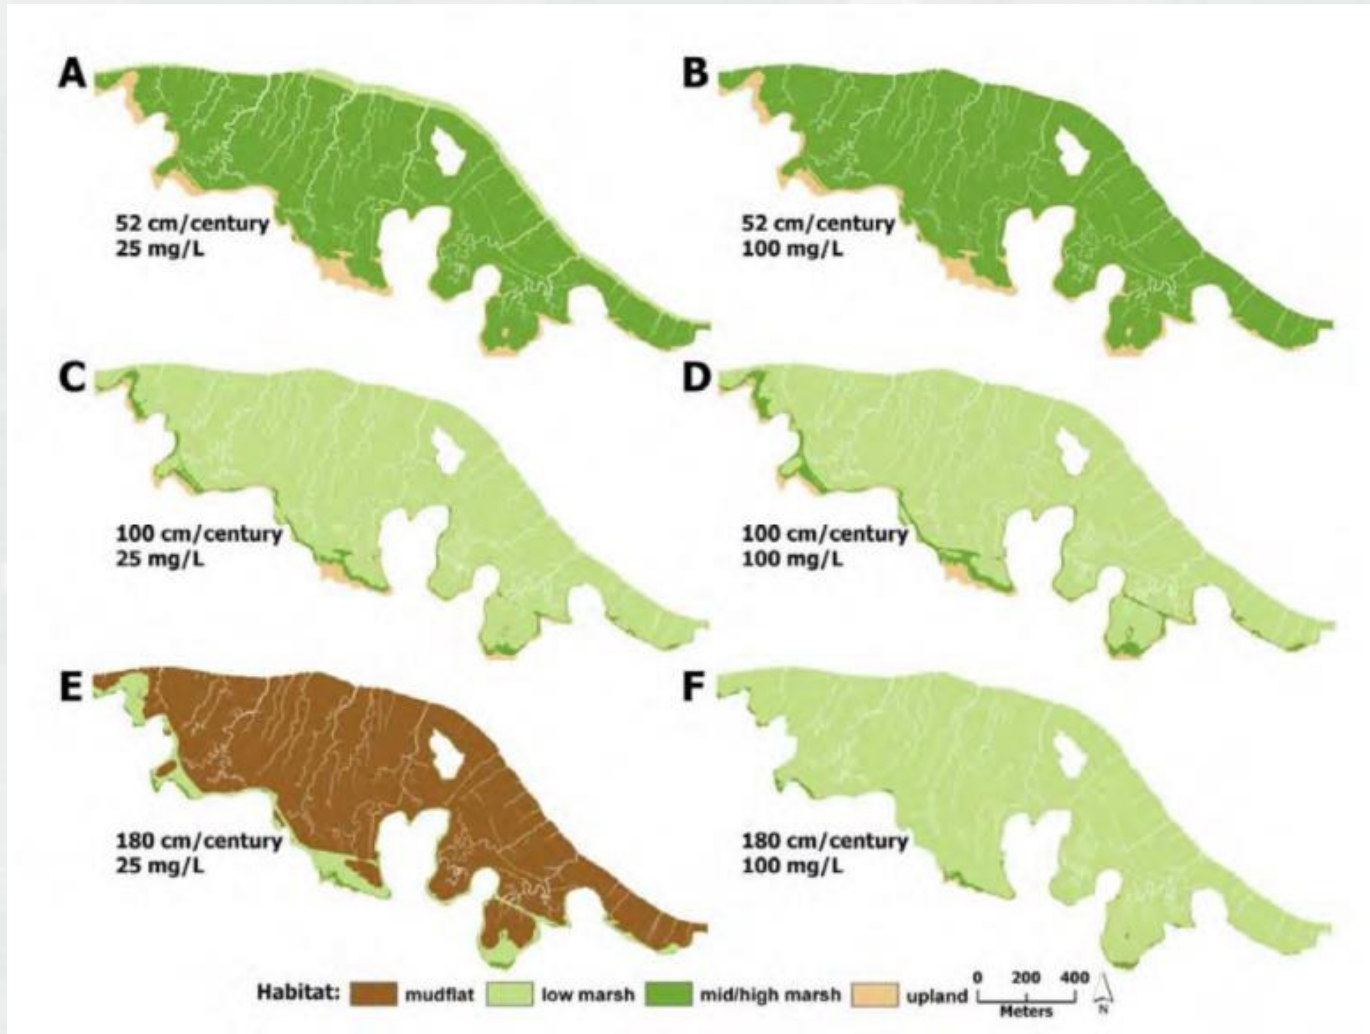 A
52 cm/century
25 mg/L
B
52 cm/century
100 mg/L
C
100 cm/century
25 mg/L
D
100 cm/century
100 mg/L
E
180 cm/century
25 mg/L
F
180 cm/century
100 mg/L
Habitat: mudflat low marsh mid/high marsh upland
0 200 400
Meters
N